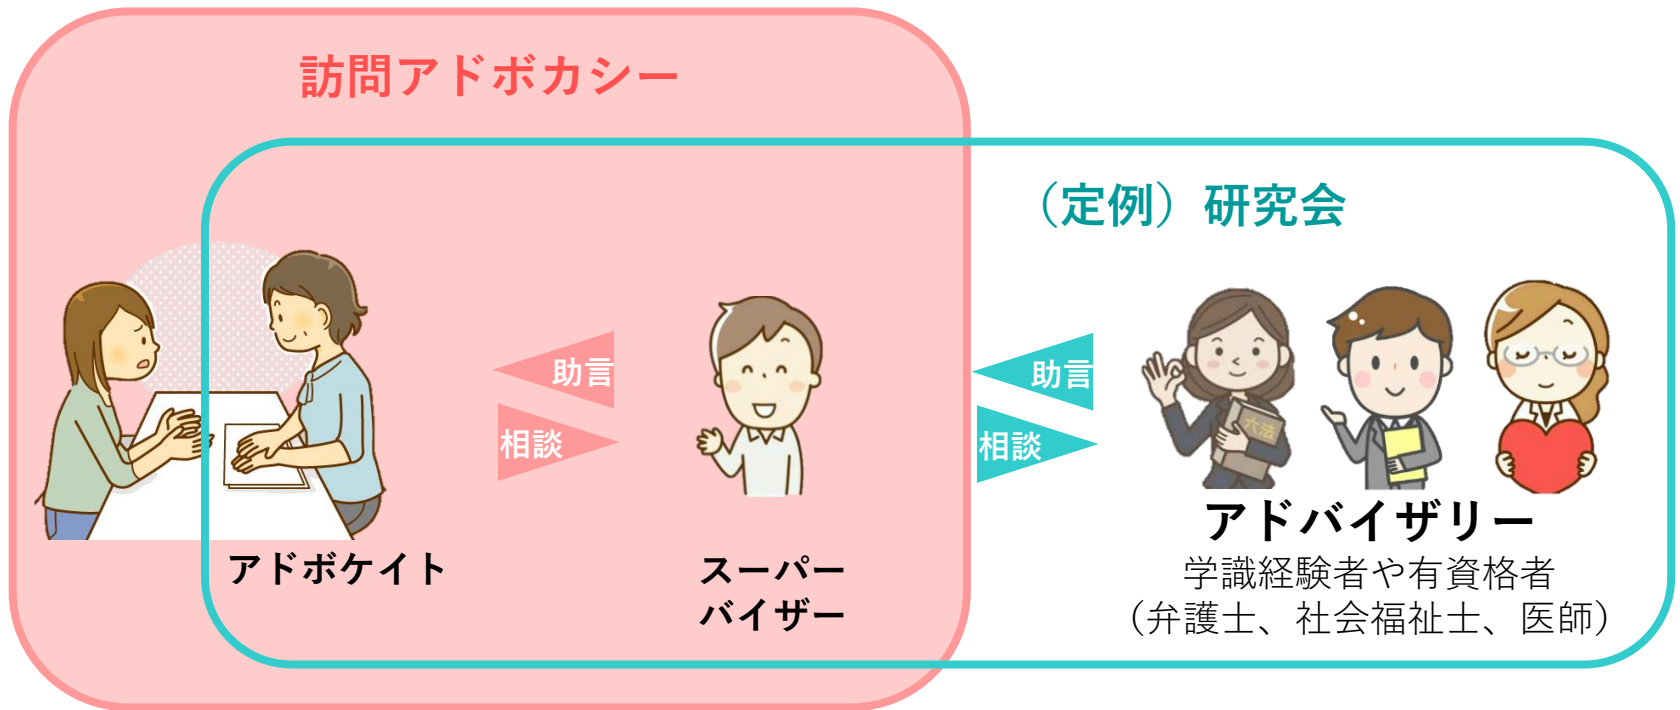 訪問アドボカシー
（定例）研究会
助言
相談
助言
相談
六法
アドボケイト
スーパー
バイザー
アドバイザリー
学識経験者や有資格者
（弁護士、社会福祉士、医師）